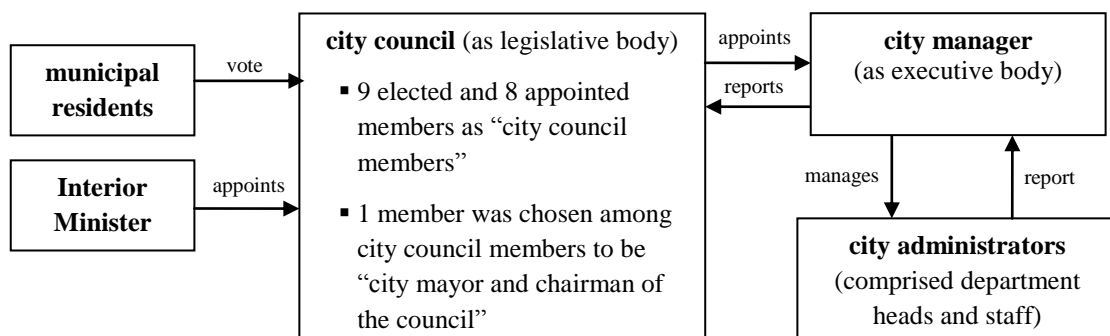 municipal
residents
vote
Interior
Minister
appoints
city council (as legislative body)
▪ 9 elected and 8 appointed
members as “city council
members”
▪ 1 member was chosen among
city council members to be
“city mayor and chairman of
the council”
appoints
reports
city manager
(as executive body)
manages
report
city administrators
(comprised department
heads and staff)